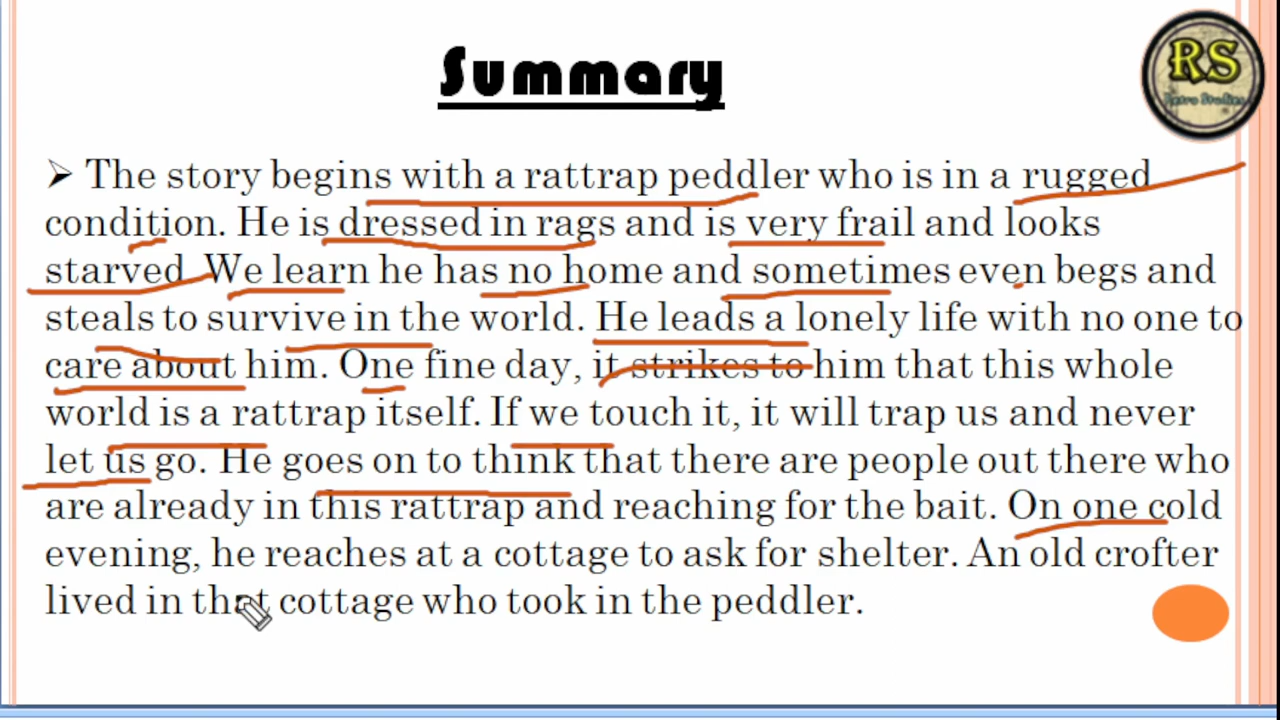 Summary
RS
Retro Studies
➢ The story begins with a rattrap peddler who is in a rugged
condition. He is dressed in rags and is very frail and looks
starved. We learn he has no home and sometimes even begs and
steals to survive in the world. He leads a lonely life with no one to
care about him. One fine day, it strikes to him that this whole
world is a rattrap itself. If we touch it, it will trap us and never
let us go. He goes on to think that there are people out there who
are already in this rattrap and reaching for the bait. On one cold
evening, he reaches at a cottage to ask for shelter. An old crofter
lived in that cottage who took in the peddler.